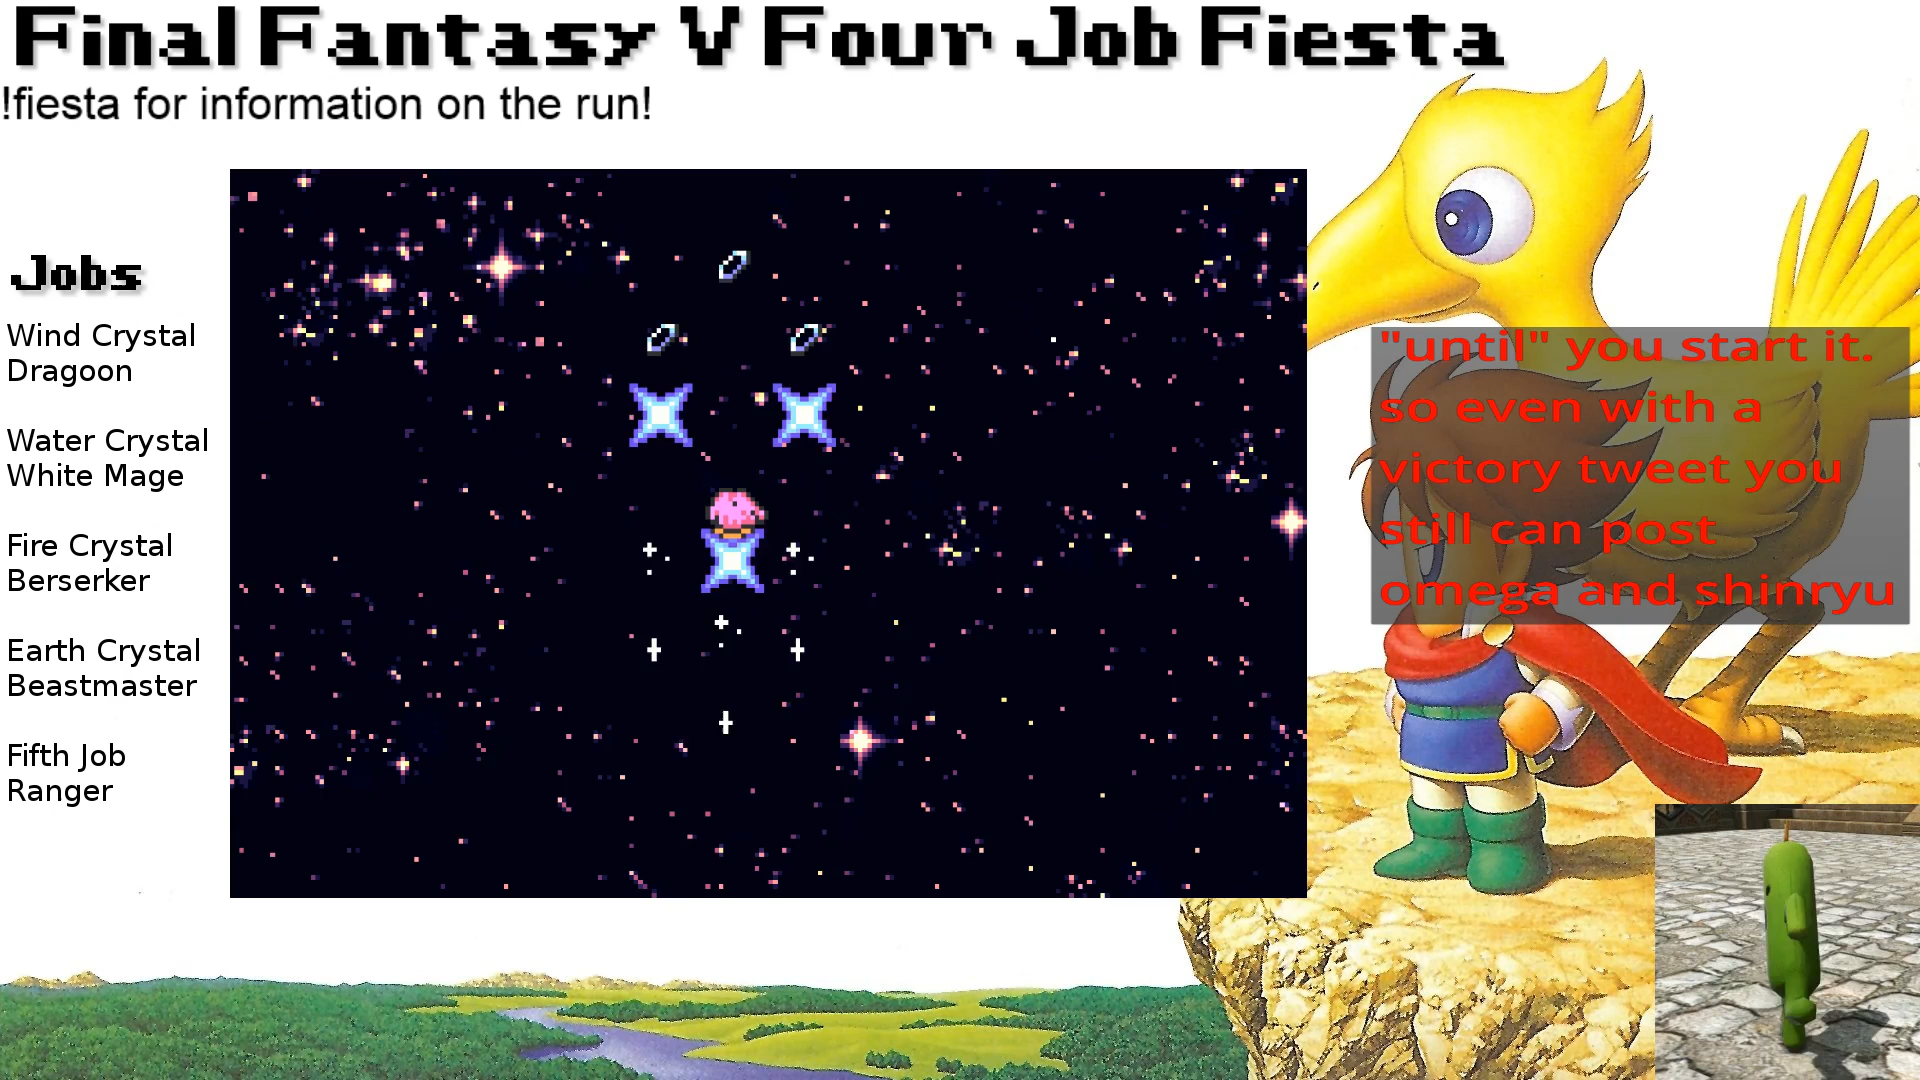 Final Fantasy V Four Job Fiesta
!fiesta for information on the run!
Jobs
Wind Crystal
Dragoon
Water Crystal
White Mage
Fire Crystal
Berserker
Earth Crystal
Beastmaster
Fifth Job
Ranger
"until" you start it.
so even with a
victory tweet you
still can post
omega and shinryu